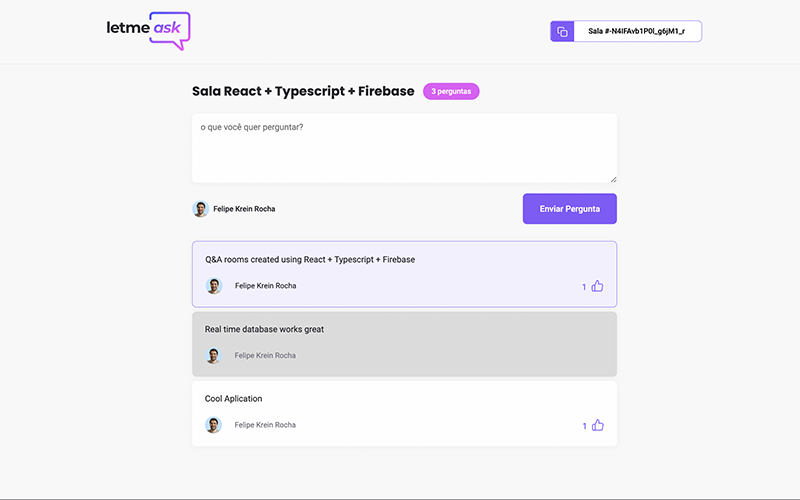 letme ask
Sala #-N4IFAvb1P0l_g6jM1_r
Sala React + Typescript + Firebase
3 perguntas
o que você quer perguntar?
Felipe Krein Rocha
Enviar Pergunta
Q&A rooms created using React + Typescript + Firebase
Felipe Krein Rocha
1
Real time database works great
Felipe Krein Rocha
Cool Aplication
Felipe Krein Rocha
1